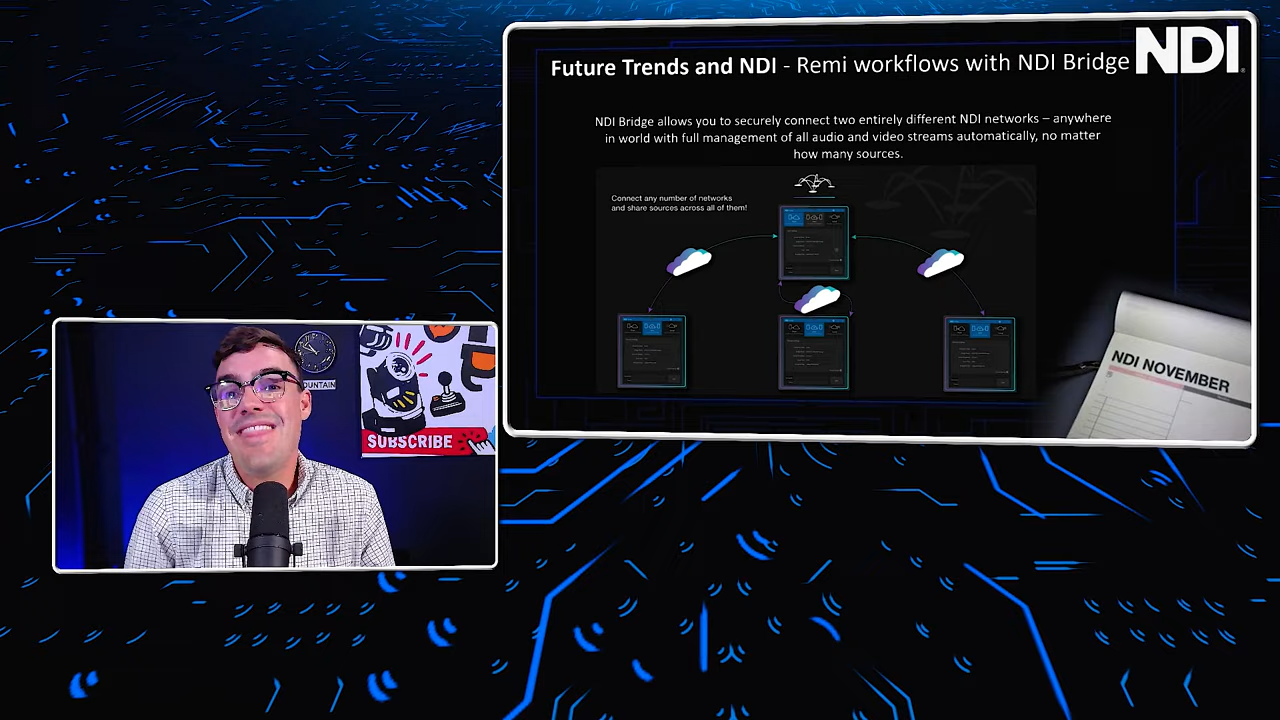 Future Trends and NDI - Remi workflows with NDI Bridge
NDI
NDI Bridge allows you to securely connect two entirely different NDI networks – anywhere
in world with full management of all audio and video streams automatically, no matter
how many sources.
Connect any number of networks
and share sources across all of them!
NDI NOVEMBER
OUNTAIN
SUBSCRIBE